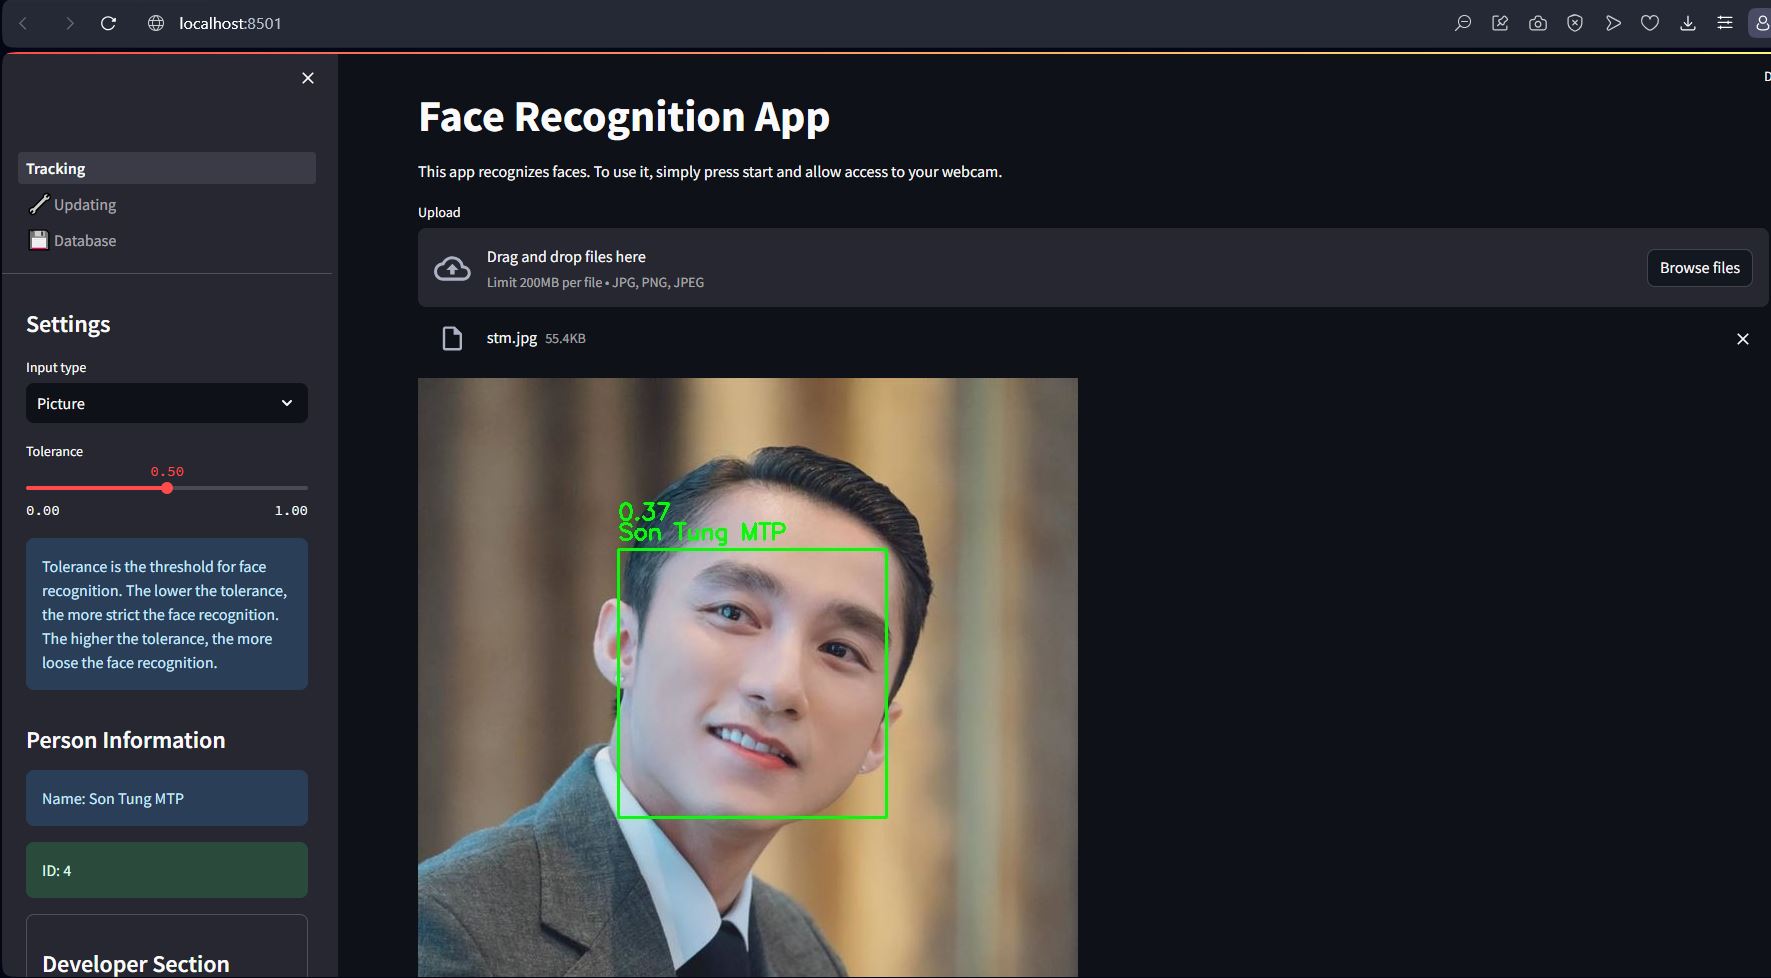 localhost:8501
Tracking
Updating
Database
Settings
Input type
Picture
Tolerance
0.50
0.00 1.00
Tolerance is the threshold for face
recognition. The lower the tolerance,
the more strict the face recognition.
The higher the tolerance, the more
loose the face recognition.
Person Information
Name: Son Tung MTP
ID: 4
Developer Section
D
Face Recognition App
This app recognizes faces. To use it, simply press start and allow access to your webcam.
Upload
Drag and drop files here
Limit 200MB per file • JPG, PNG, JPEG
Browse files
stm.jpg 55.4KB
0.37
Son Tung MTP